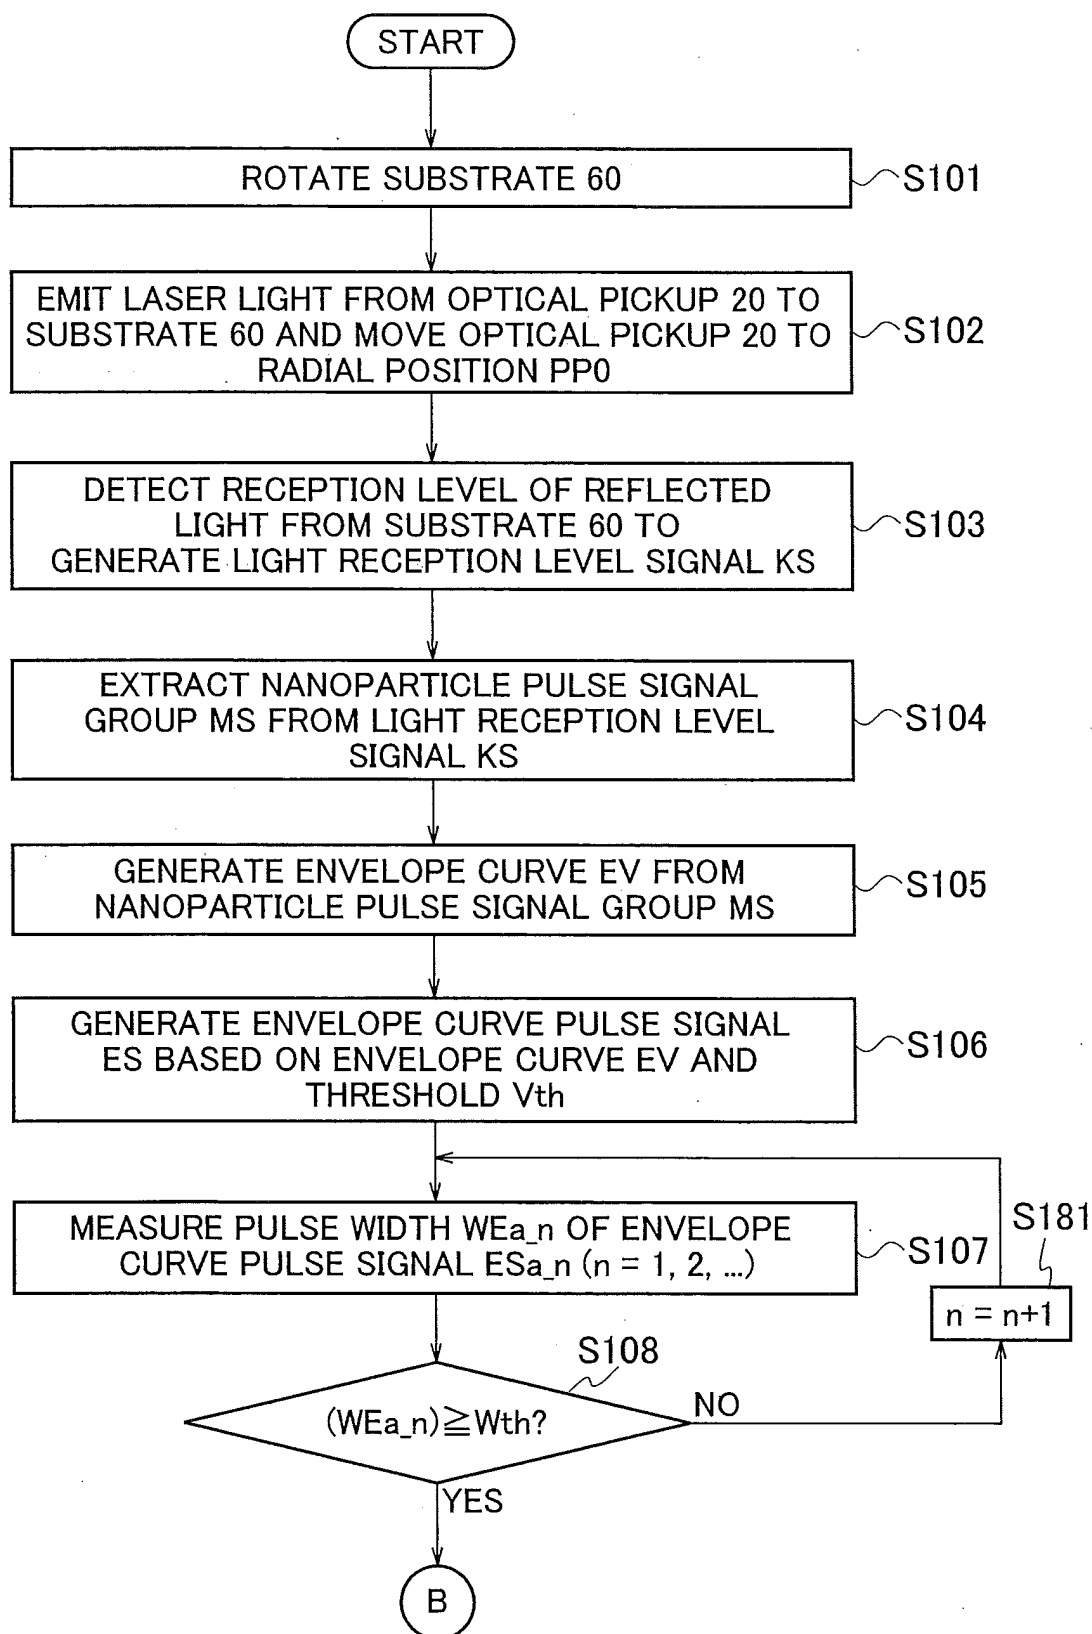 START
ROTATE SUBSTRATE 60
S101
EMIT LASER LIGHT FROM OPTICAL PICKUP 20 TO
SUBSTRATE 60 AND MOVE OPTICAL PICKUP 20 TO
RADIAL POSITION PP0
S102
DETECT RECEPTION LEVEL OF REFLECTED
LIGHT FROM SUBSTRATE 60 TO
GENERATE LIGHT RECEPTION LEVEL SIGNAL KS
S103
EXTRACT NANOPARTICLE PULSE SIGNAL
GROUP MS FROM LIGHT RECEPTION LEVEL
SIGNAL KS
S104
GENERATE ENVELOPE CURVE EV FROM
NANOPARTICLE PULSE SIGNAL GROUP MS
S105
GENERATE ENVELOPE CURVE PULSE SIGNAL
ES BASED ON ENVELOPE CURVE EV AND
THRESHOLD Vth
S106
MEASURE PULSE WIDTH WEa_n OF ENVELOPE
CURVE PULSE SIGNAL ESa_n (n = 1, 2, ...)
S107
S181
n = n+1
S108
(WEa_n)≧Wth?
NO
YES
B